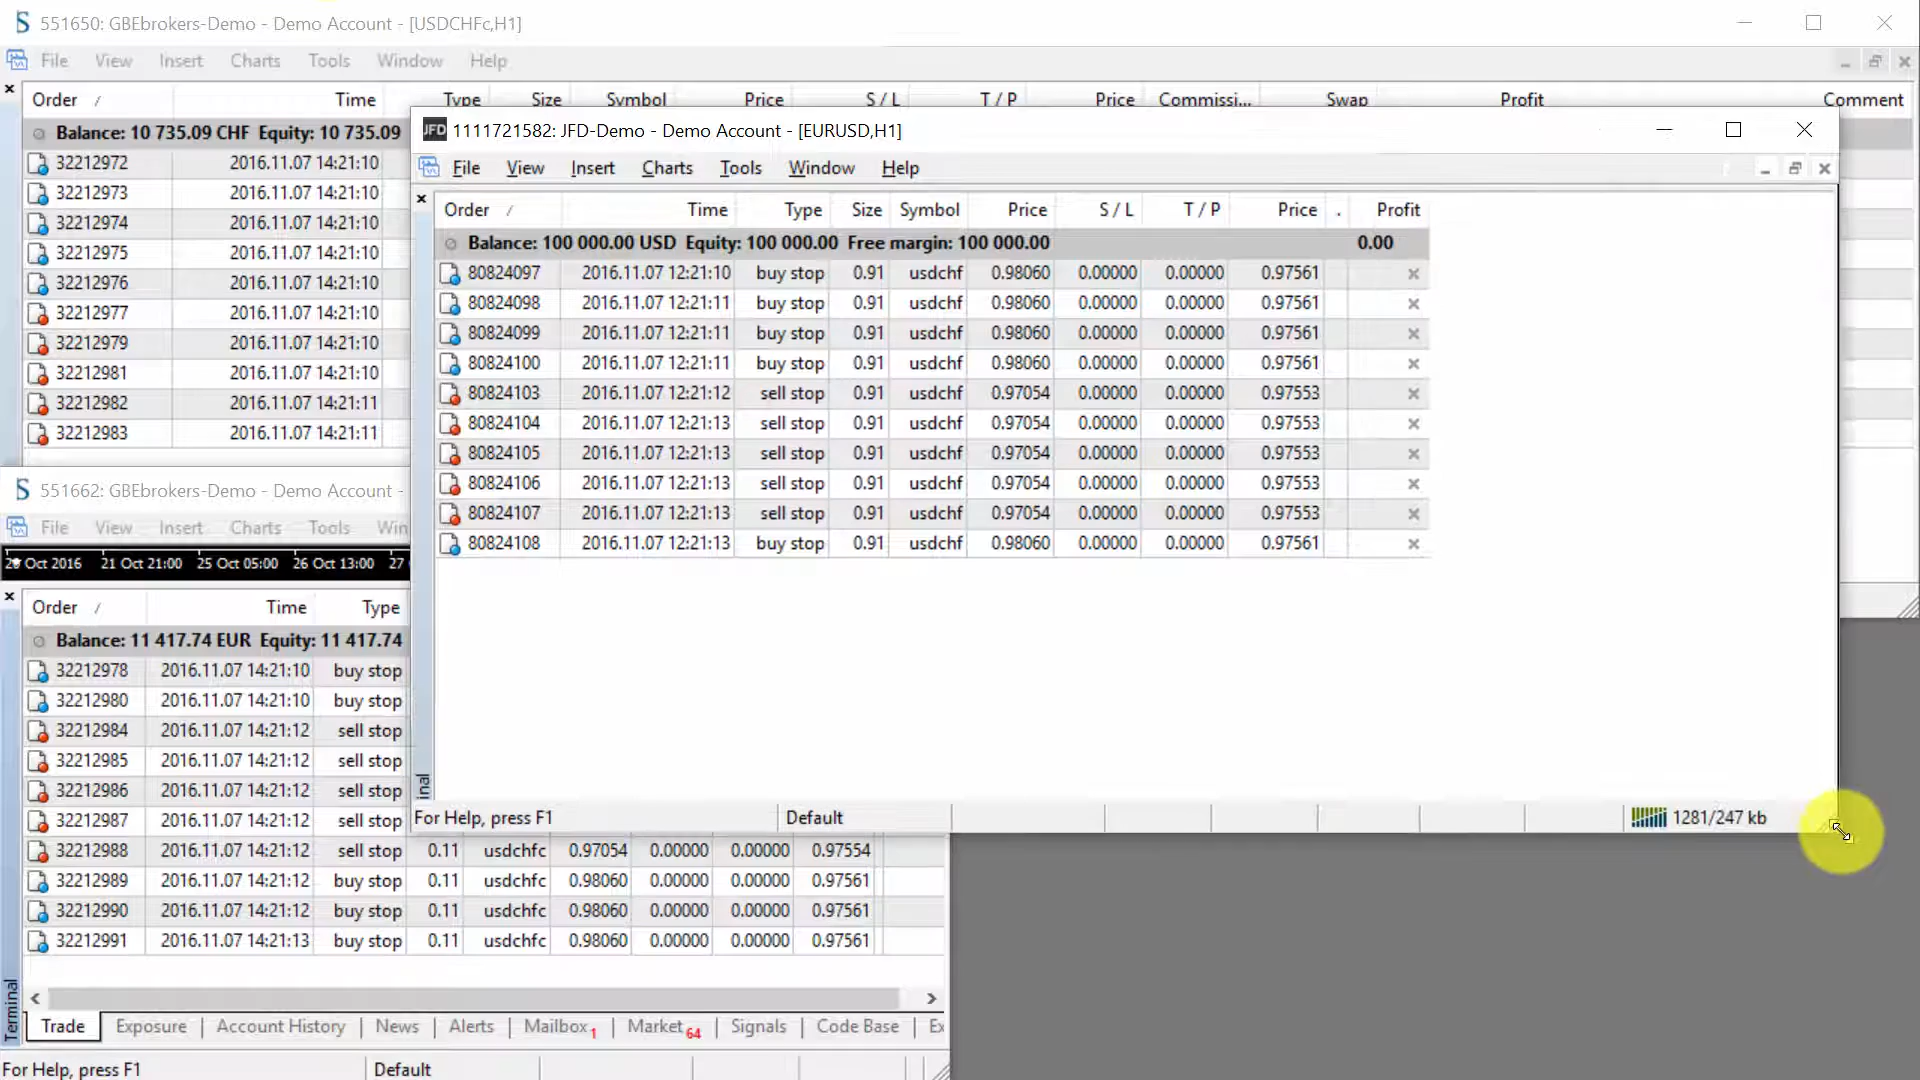 551650: GBEbrokers-Demo - Demo Account - [USDCHFc,H1]
File View Insert Charts Tools Window Help
Order / Time Type Size Symbol Price S / L T / P Price Commissi... Swap Profit Comment
Balance: 10 735.09 CHF Equity: 10 735.09
32212972 2016.11.07 14:21:10
32212973 2016.11.07 14:21:10
32212974 2016.11.07 14:21:10
32212975 2016.11.07 14:21:10
32212976 2016.11.07 14:21:10
32212977 2016.11.07 14:21:10
32212979 2016.11.07 14:21:10
32212981 2016.11.07 14:21:10
32212982 2016.11.07 14:21:11
32212983 2016.11.07 14:21:11
JFD 1111721582: JFD-Demo - Demo Account - [EURUSD,H1]
File View Insert Charts Tools Window Help
Order / Time Type Size Symbol Price S / L T / P Price . Profit
Balance: 100 000.00 USD Equity: 100 000.00 Free margin: 100 000.00 0.00
80824097 2016.11.07 12:21:10 buy stop 0.91 usdchf 0.98060 0.00000 0.00000 0.97561
80824098 2016.11.07 12:21:11 buy stop 0.91 usdchf 0.98060 0.00000 0.00000 0.97561
80824099 2016.11.07 12:21:11 buy stop 0.91 usdchf 0.98060 0.00000 0.00000 0.97561
80824100 2016.11.07 12:21:11 buy stop 0.91 usdchf 0.98060 0.00000 0.00000 0.97561
80824103 2016.11.07 12:21:12 sell stop 0.91 usdchf 0.97054 0.00000 0.00000 0.97553
80824104 2016.11.07 12:21:13 sell stop 0.91 usdchf 0.97054 0.00000 0.00000 0.97553
80824105 2016.11.07 12:21:13 sell stop 0.91 usdchf 0.97054 0.00000 0.00000 0.97553
80824106 2016.11.07 12:21:13 sell stop 0.91 usdchf 0.97054 0.00000 0.00000 0.97553
80824107 2016.11.07 12:21:13 sell stop 0.91 usdchf 0.97054 0.00000 0.00000 0.97553
80824108 2016.11.07 12:21:13 buy stop 0.91 usdchf 0.98060 0.00000 0.00000 0.97561
inal
For Help, press F1 Default 1281/247 kb
551662: GBEbrokers-Demo - Demo Account -
File View Insert Charts Tools Win
Oct 2016 21 Oct 21:00 25 Oct 05:00 26 Oct 13:00 27
Order / Time Type
Balance: 11 417.74 EUR Equity: 11 417.74
32212978 2016.11.07 14:21:10 buy stop
32212980 2016.11.07 14:21:10 buy stop
32212984 2016.11.07 14:21:12 sell stop
32212985 2016.11.07 14:21:12 sell stop
32212986 2016.11.07 14:21:12 sell stop
32212987 2016.11.07 14:21:12 sell stop
32212988 2016.11.07 14:21:12 sell stop 0.11 usdchfc 0.97054 0.00000 0.00000 0.97554
32212989 2016.11.07 14:21:12 buy stop 0.11 usdchfc 0.98060 0.00000 0.00000 0.97561
32212990 2016.11.07 14:21:12 buy stop 0.11 usdchfc 0.98060 0.00000 0.00000 0.97561
32212991 2016.11.07 14:21:13 buy stop 0.11 usdchfc 0.98060 0.00000 0.00000 0.97561
Terminal
Trade Exposure Account History News Alerts Mailbox 1 Market 64 Signals Code Base Ex
For Help, press F1 Default